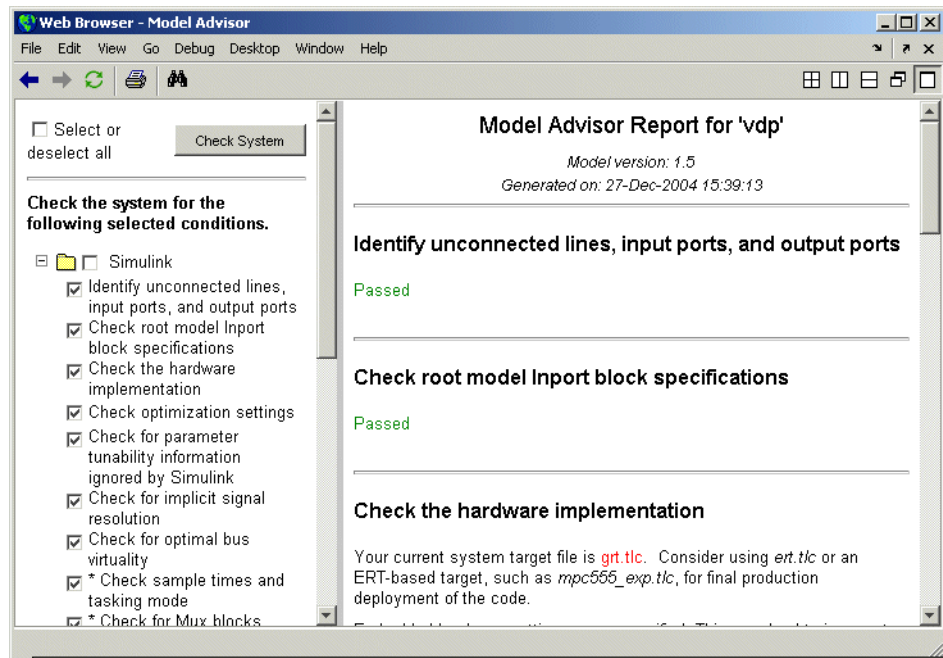 Web Browser - Model Advisor
File Edit View Go Debug Desktop Window Help
Select or
deselect all
Check System
Check the system for the
following selected conditions.
Simulink
Identify unconnected lines,
input ports, and output ports
Check root model Inport
block specifications
Check the hardware
implementation
Check optimization settings
Check for parameter
tunability information
ignored by Simulink
Check for implicit signal
resolution
Check for optimal bus
virtuality
* Check sample times and
tasking mode
* Check for Mux blocks
Model Advisor Report for 'vdp'
Model version: 1.5
Generated on: 27-Dec-2004 15:39:13
Identify unconnected lines, input ports, and output ports
Passed
Check root model Inport block specifications
Passed
Check the hardware implementation
Your current system target file is grt.tlc. Consider using ert.tlc or an
ERT-based target, such as mpc555_exp.tlc, for final production
deployment of the code.